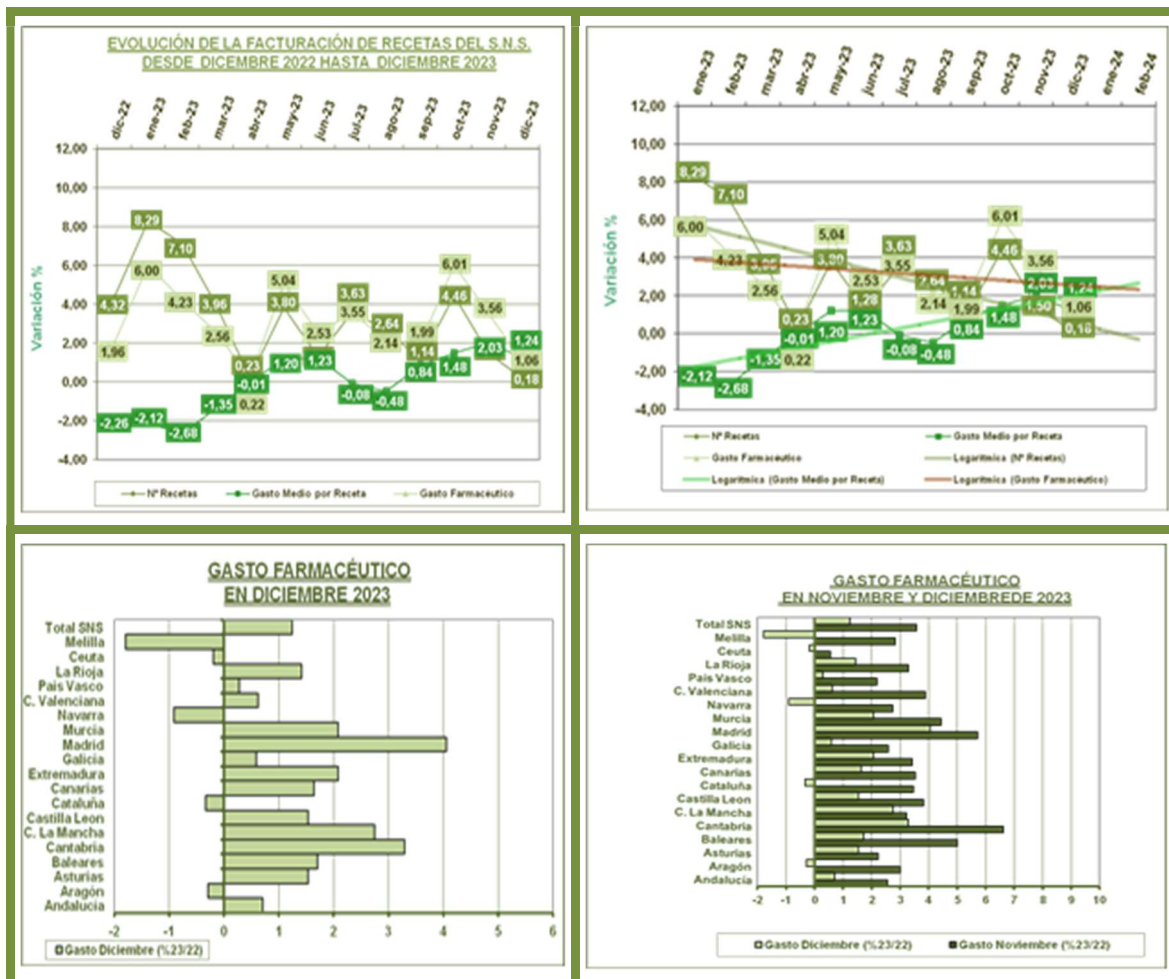 EVOLUCIÓN DE LA FACTURACIÓN DE RECETAS DEL S.N.S.
DESDE DICEMBRE 2022 HASTA DICIEMBRE 2023
dic-22 ene-23 feb-23 mar-23 abr-23 may-23 jun-23 jul-23 ago-23 sep-23 oct-23 nov-23 dic-23
Variación %
12,00
10,00
8,00
6,00
4,00
2,00
0,00
-2,00
-4,00
4,32 8,29 7,10 3,96 0,23 3,80 3,63 2,64 1,14 4,46 0,18
1,96 6,00 4,23 2,56 0,22 5,04 2,53 3,55 2,14 1,99 6,01 3,56 1,06
-2,26 -2,12 -2,68 -1,35 -0,01 1,20 1,23 -0,08 -0,48 0,84 1,48 2,03 1,24
Nº Recetas Gasto Medio por Receta Gasto Farmacéutico
ene-23 feb-23 mar-23 abr-23 may-23 jun-23 jul-23 ago-23 sep-23 oct-23 nov-23 dic-23 ene-24 feb-24
Variación %
12,00
10,00
8,00
6,00
4,00
2,00
0,00
-2,00
-4,00
8,29 7,10 3,96 0,23 3,80 1,28 3,63 2,64 1,14 4,46 1,50 0,18
6,00 4,23 2,56 0,22 5,04 2,53 3,55 2,14 1,99 6,01 3,56 1,06
-2,12 -2,68 -1,35 -0,01 1,20 1,23 -0,08 -0,48 0,84 1,48 2,03 1,24
Nº Recetas Gasto Medio por Receta
Gasto Farmacéutico Logarítmica (Nº Recetas)
Logarítmica (Gasto Medio por Receta) Logarítmica (Gasto Farmacéutico)
GASTO FARMACÉUTICO
EN DICIEMBRE 2023
Total SNS
Melilla
Ceuta
La Rioja
País Vasco
C. Valenciana
Navarra
Murcia
Madrid
Galicia
Extremadura
Canarias
Cataluña
Castilla Leon
C. La Mancha
Cantabria
Baleares
Asturias
Aragón
Andalucía
-2 -1 0 1 2 3 4 5 6
Gasto Diciembre (%23/22)
GASTO FARMACÉUTICO
EN NOVIEMBRE Y DICIEMBREDE 2023
Total SNS
Melilla
Ceuta
La Rioja
País Vasco
C. Valenciana
Navarra
Murcia
Madrid
Galicia
Extremadura
Canarias
Cataluña
Castilla Leon
C. La Mancha
Cantabria
Baleares
Asturias
Aragón
Andalucía
-2 -1 0 1 2 3 4 5 6 7 8 9 10
Gasto Diciembre (%23/22) Gasto Noviembre (%23/22)